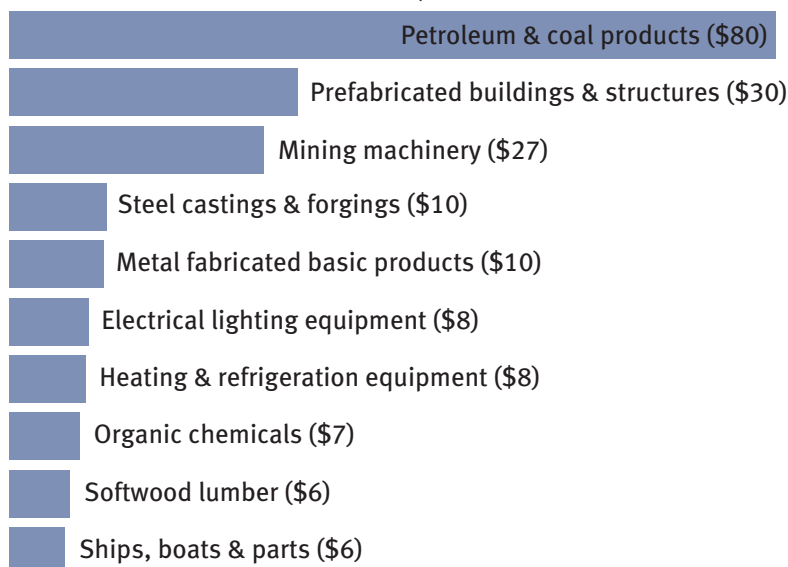 Petroleum & coal products ($80)
Prefabricated buildings & structures ($30)
Mining machinery ($27)
Steel castings & forgings ($10)
Metal fabricated basic products ($10)
Electrical lighting equipment ($8)
Heating & refrigeration equipment ($8)
Organic chemicals ($7)
Softwood lumber ($6)
Ships, boats & parts ($6)